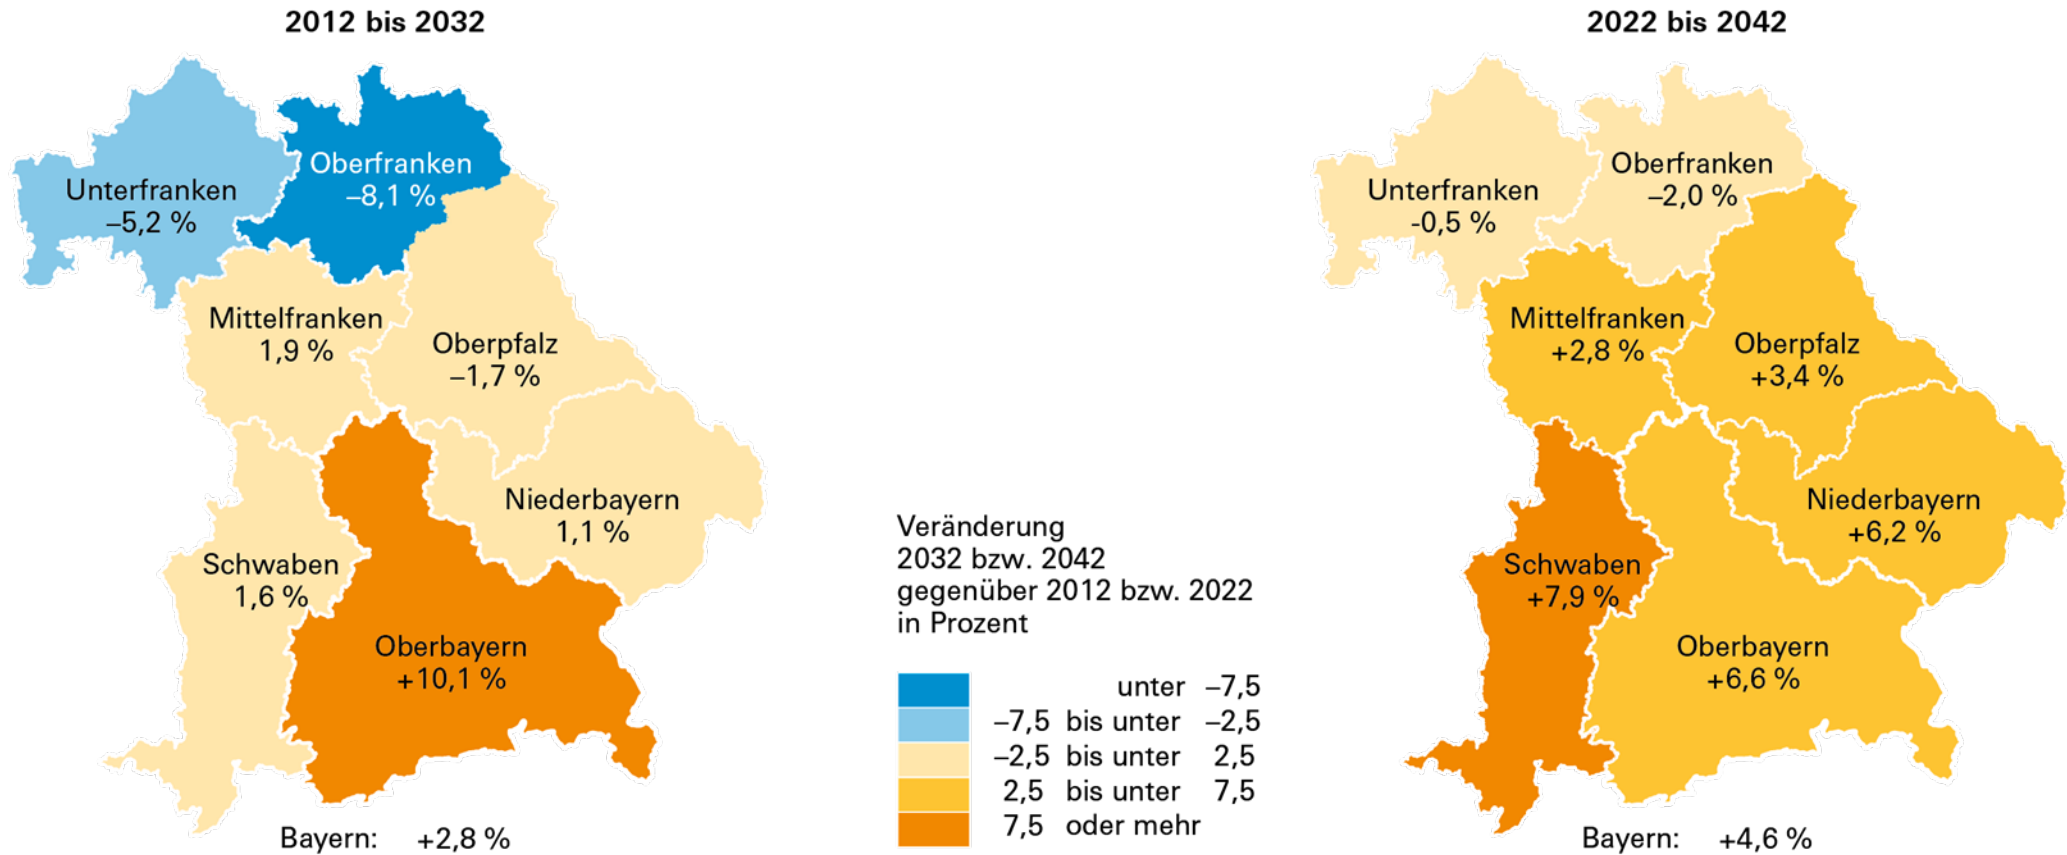 2012 bis 2032
Unterfranken
–5,2 %
Oberfranken
–8,1 %
Mittelfranken
1,9 %
Oberpfalz
–1,7 %
Niederbayern
1,1 %
Schwaben
1,6 %
Oberbayern
+10,1 %
Bayern: +2,8 %
Veränderung
2032 bzw. 2042
gegenüber 2012 bzw. 2022
in Prozent
unter –7,5
–7,5 bis unter –2,5
–2,5 bis unter 2,5
2,5 bis unter 7,5
7,5 oder mehr
2022 bis 2042
Unterfranken
-0,5 %
Oberfranken
–2,0 %
Mittelfranken
+2,8 %
Oberpfalz
+3,4 %
Niederbayern
+6,2 %
Schwaben
+7,9 %
Oberbayern
+6,6 %
Bayern: +4,6 %